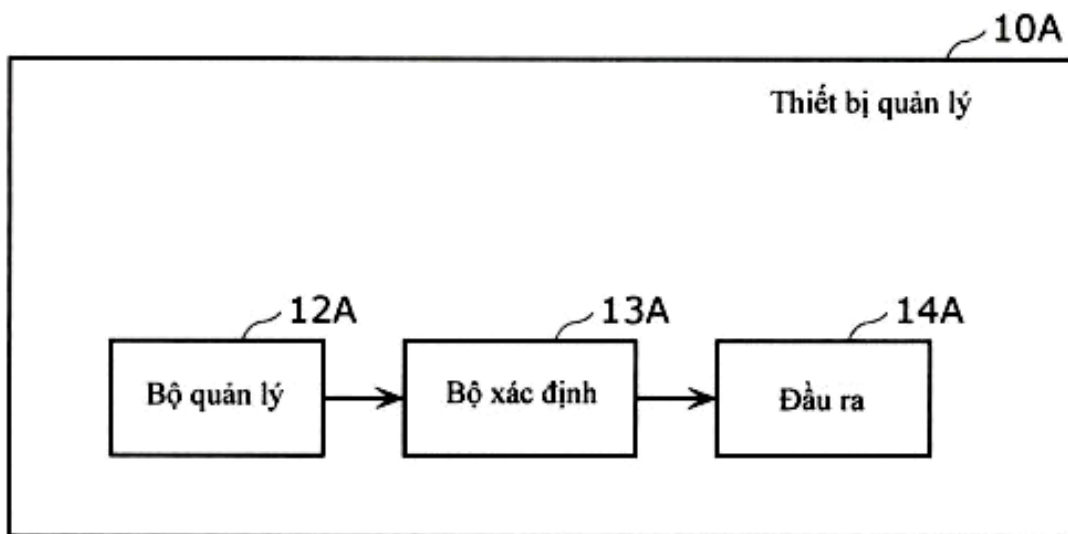 10A
Thiết bị quản lý
12A
13A
14A
Bộ quản lý
Bộ xác định
Đầu ra